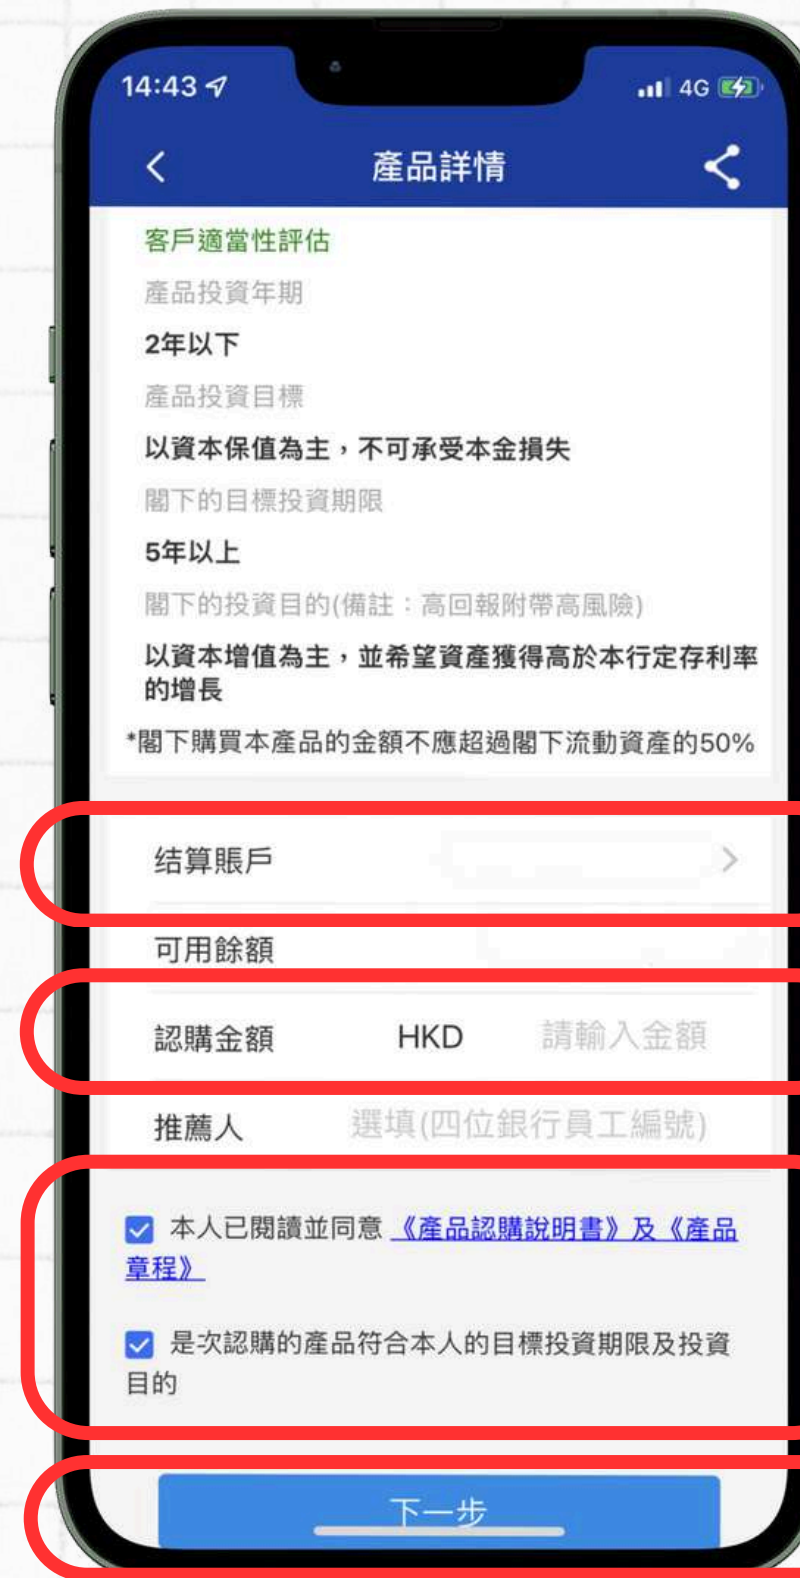 14:43
4G
產品詳情
客戶適當性評估
產品投資年期
2年以下
產品投資目標
以資本保值為主，不可承受本金損失
閣下的目標投資期限
5年以上
閣下的投資目的(備註：高回報附帶高風險)
以資本增值為主，並希望資產獲得高於本行定存利率
的增長
*閣下購買本產品的金額不應超過閣下流動資產的50%
结算賬戶
可用餘額
認購金額 HKD 請輸入金額
推薦人 選填(四位銀行員工編號)
本人已閱讀並同意 《產品認購說明書》及《產品
章程》
是次認購的產品符合本人的目標投資期限及投資
目的
下一步